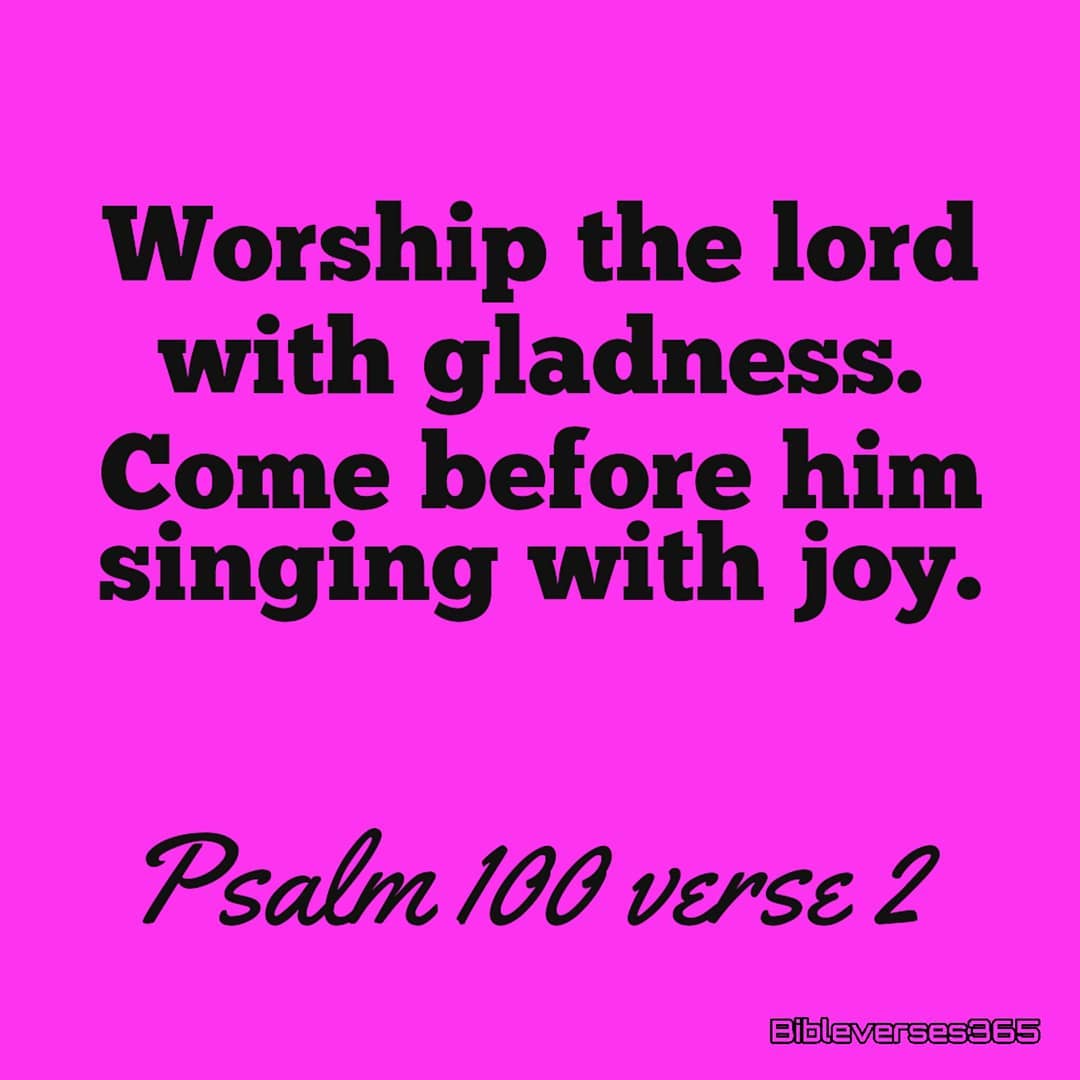 Worship the lord
with gladness.
Come before him
singing with joy.
Psalm 100 verse 2
Bibleverses365